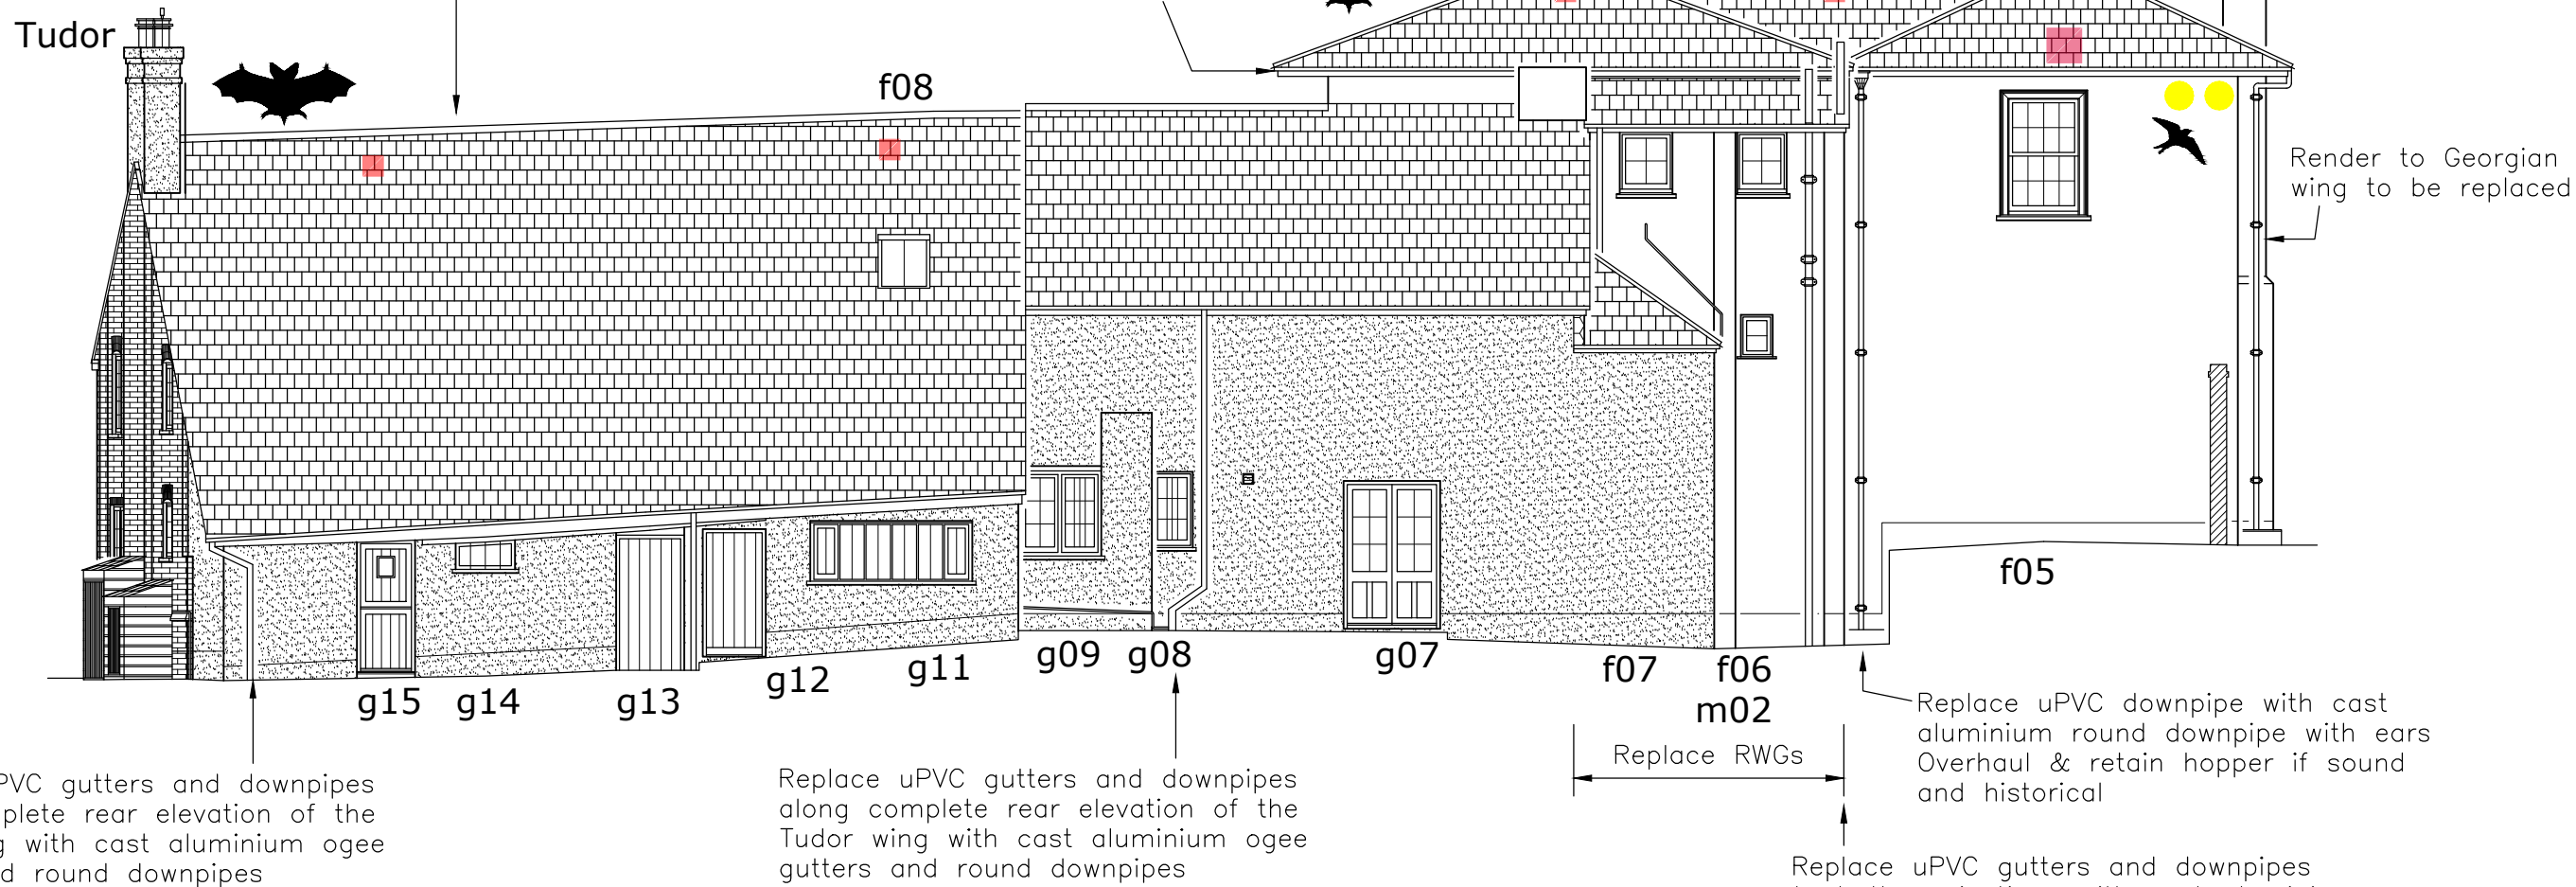 Tudor
f08
Render to Georgian
wing to be replaced
f05
g15
g14
g13
g12
g11
g09
g08
g07
f07
f06
m02
Replace RWGs
Replace uPVC downpipe with cast
aluminium round downpipe with ears
Overhaul & retain hopper if sound
and historical
gutters and downpipes
rear elevation of the
with cast aluminium ogee
round downpipes
Replace uPVC gutters and downpipes
along complete rear elevation of the
Tudor wing with cast aluminium ogee
gutters and round downpipes
Replace uPVC gutters and downpipes